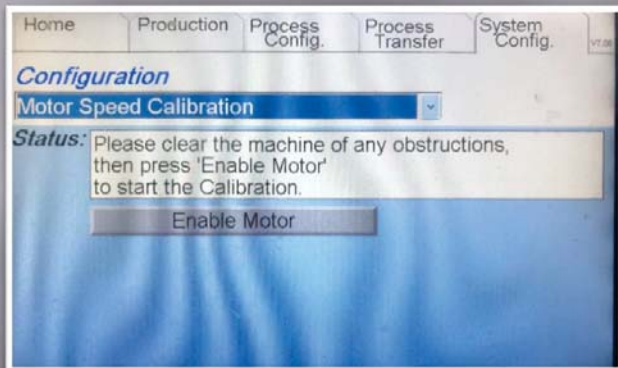 Home
Production
Process
Config.
Process
Transfer
System
Config.
Configuration
Motor Speed Calibration
Status:
Please clear the machine of any obstructions,
then press 'Enable Motor'
to start the Calibration.
Enable Motor